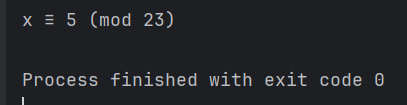 x ≡ 5 (mod 23)
Process finished with exit code 0